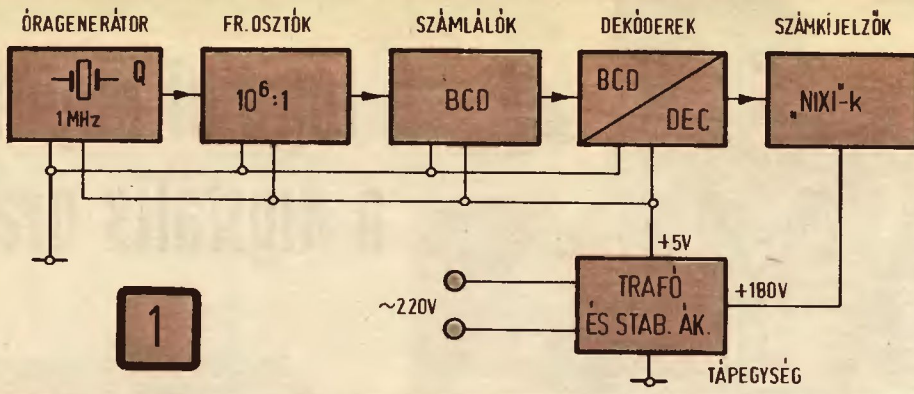 ÓRAGENERÁTOR
FR. OSZTÓK
SZÁMLÁLÓK
DEKÓDEREK
SZÁMKÍJELZŐK
Q
1 MHz
10⁶:1
BCD
BCD
DEC
„NIXI”-k
+5V
~220V
TRAFÓ
ÉS STAB. ÁK.
+180V
TÁPEGYSÉG
1